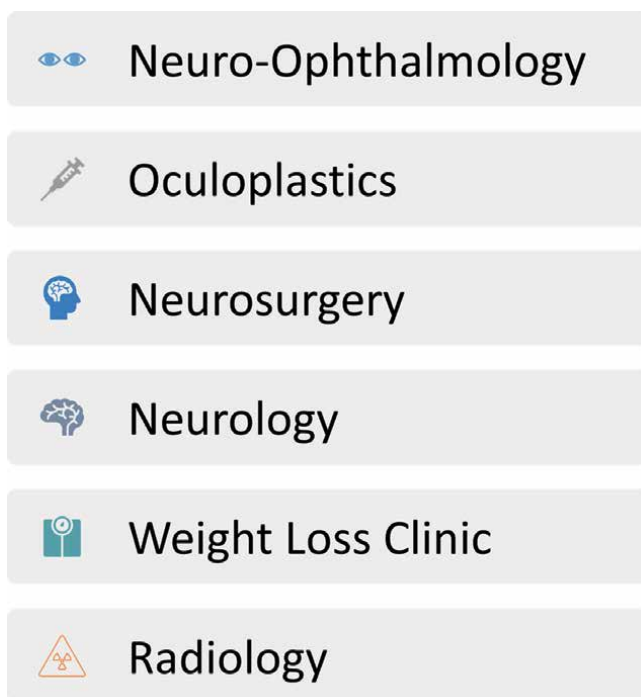 Neuro-Ophthalmology
Oculoplastics
Neurosurgery
Neurology
Weight Loss Clinic
Radiology